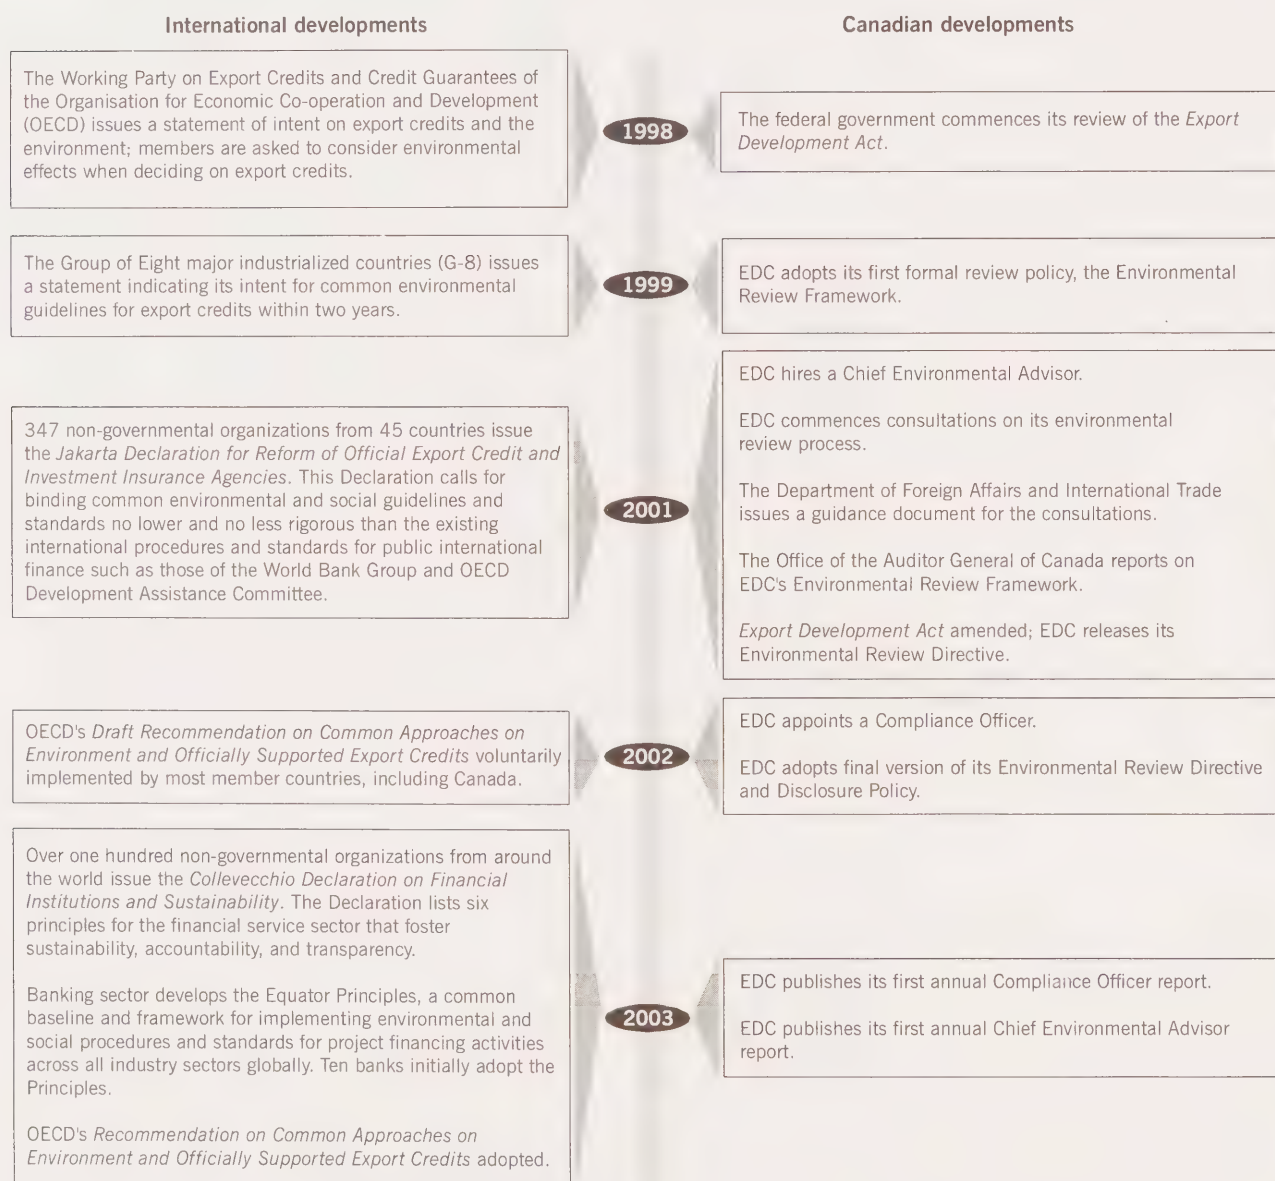 International developments
Canadian developments
The Working Party on Export Credits and Credit Guarantees of
the Organisation for Economic Co-operation and Development
(OECD) issues a statement of intent on export credits and the
environment; members are asked to consider environmental
effects when deciding on export credits.
1998
The federal government commences its review of the Export
Development Act.
The Group of Eight major industrialized countries (G-8) issues
a statement indicating its intent for common environmental
guidelines for export credits within two years.
1999
EDC adopts its first formal review policy, the Environmental
Review Framework.
347 non-governmental organizations from 45 countries issue
the Jakarta Declaration for Reform of Official Export Credit and
Investment Insurance Agencies. This Declaration calls for
binding common environmental and social guidelines and
standards no lower and no less rigorous than the existing
international procedures and standards for public international
finance such as those of the World Bank Group and OECD
Development Assistance Committee.
2001
EDC hires a Chief Environmental Advisor.
EDC commences consultations on its environmental
review process.
The Department of Foreign Affairs and International Trade
issues a guidance document for the consultations.
The Office of the Auditor General of Canada reports on
EDC's Environmental Review Framework.
Export Development Act amended; EDC releases its
Environmental Review Directive.
OECD's Draft Recommendation on Common Approaches on
Environment and Officially Supported Export Credits voluntarily
implemented by most member countries, including Canada.
2002
EDC appoints a Compliance Officer.
EDC adopts final version of its Environmental Review Directive
and Disclosure Policy.
Over one hundred non-governmental organizations from around
the world issue the Collevecchio Declaration on Financial
Institutions and Sustainability. The Declaration lists six
principles for the financial service sector that foster
sustainability, accountability, and transparency.
Banking sector develops the Equator Principles, a common
baseline and framework for implementing environmental and
social procedures and standards for project financing activities
across all industry sectors globally. Ten banks initially adopt the
Principles.
OECD's Recommendation on Common Approaches on
Environment and Officially Supported Export Credits adopted.
2003
EDC publishes its first annual Compliance Officer report.
EDC publishes its first annual Chief Environmental Advisor
report.